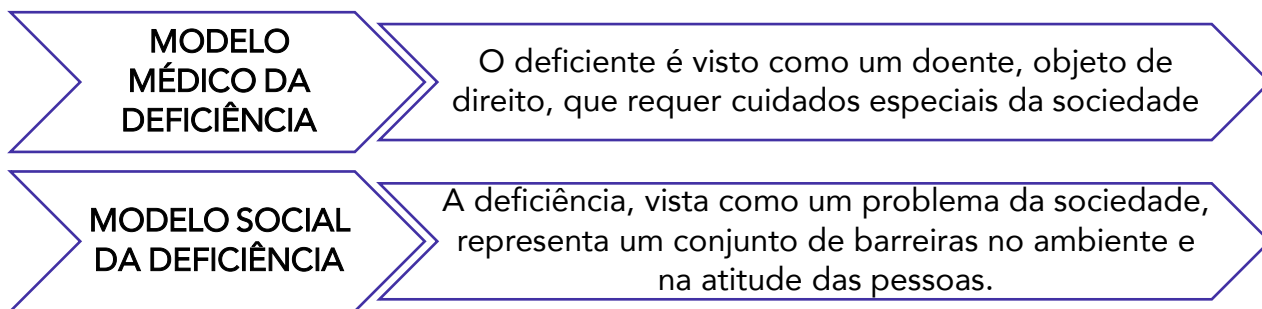 MODELO
MÉDICO DA
DEFICIÊNCIA
O deficiente é visto como um doente, objeto de
direito, que requer cuidados especiais da sociedade
MODELO SOCIAL
DA DEFICIÊNCIA
A deficiência, vista como um problema da sociedade,
representa um conjunto de barreiras no ambiente e
na atitude das pessoas.